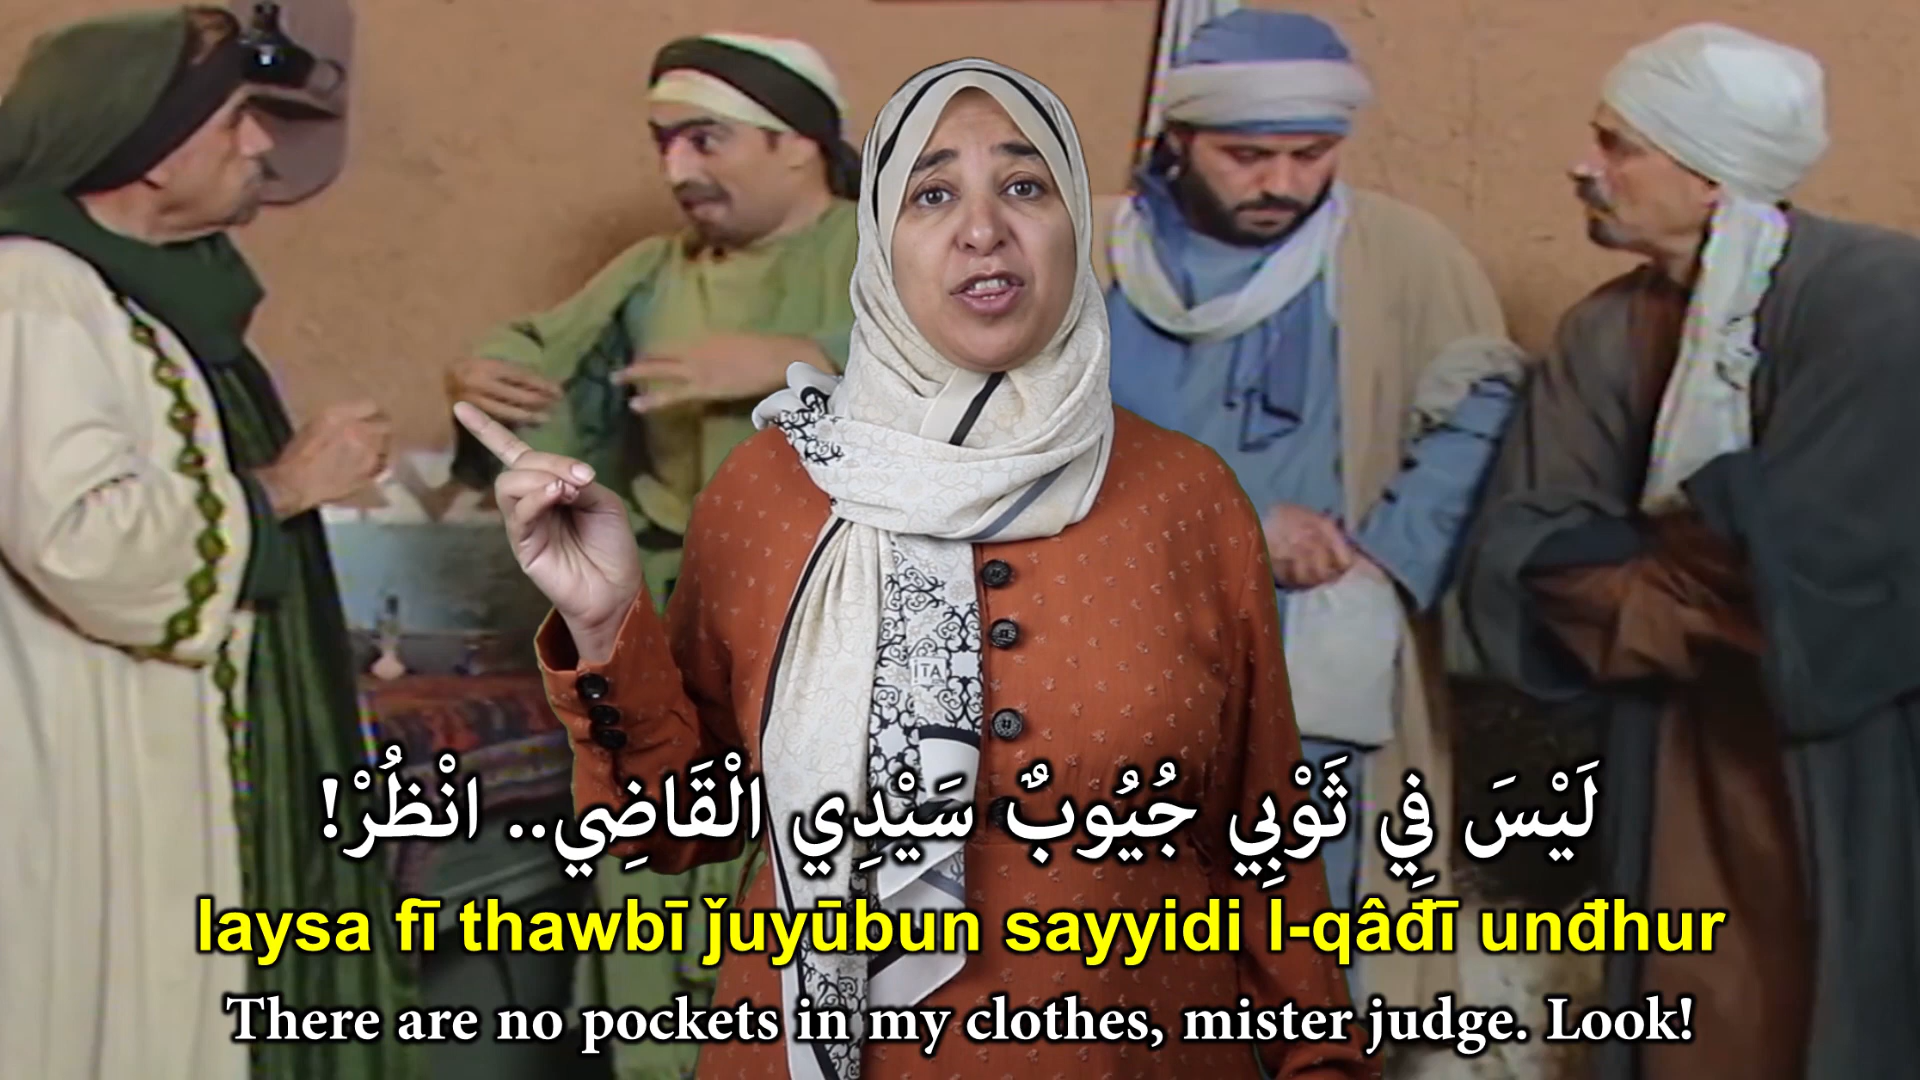 لَيْسَ فِي ثَوْبِي جُيُوبٌ سَيْدِي الْقَاضِي.. انْظُرْ!
laysa fī thawbī ǰuyūbun sayyidi l-qâđī unđhur
There are no pockets in my clothes, mister judge. Look!
iTA